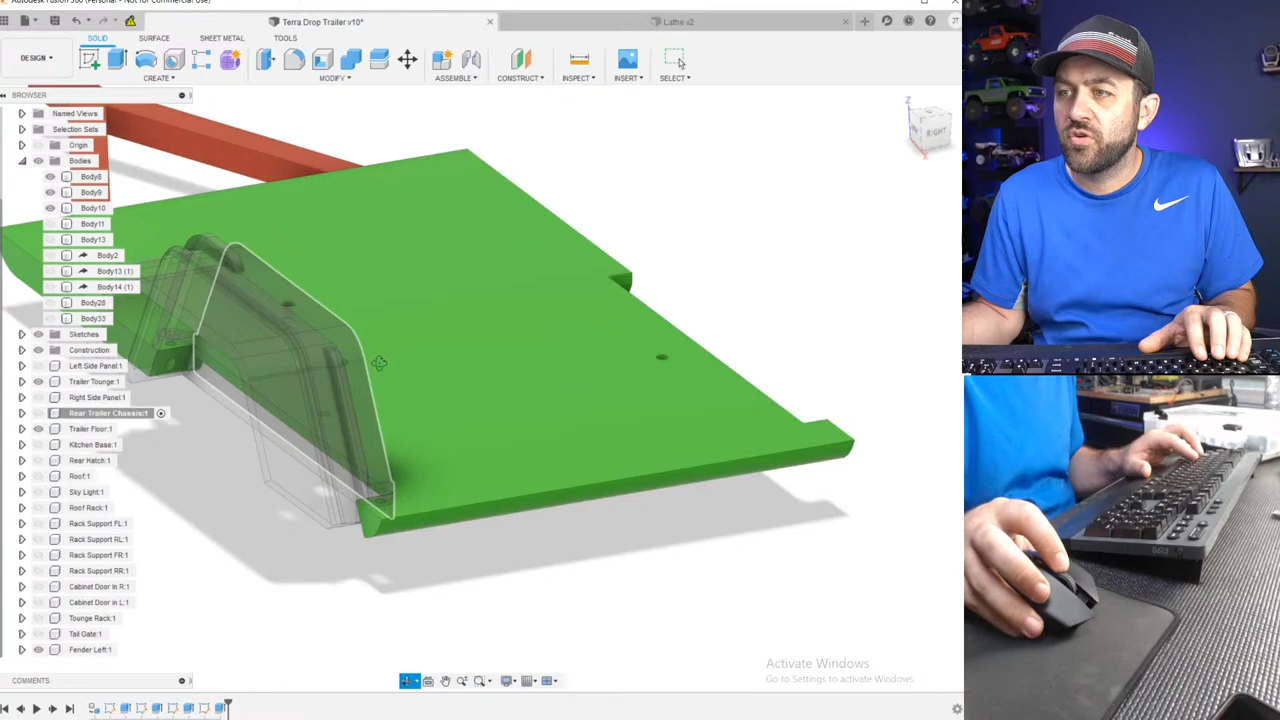 Autodesk Fusion 360 (Personal - Not for Commercial Use)
Terra Drop Trailer v10*
Lathe v2
JT
SOLID SURFACE SHEET METAL TOOLS
DESIGN
CREATE MODIFY ASSEMBLE CONSTRUCT INSPECT INSERT SELECT
BROWSER
Named Views
Selection Sets
Origin
Bodies
Body8
Body9
Body10
Body11
Body13
Body2
Body13 (1)
Body14 (1)
Body28
Body33
Sketches
Construction
Left Side Panel:1
Trailer Tounge:1
Right Side Panel:1
Rear Trailer Chassis:1
Trailer Floor:1
Kitchen Base:1
Rear Hatch:1
Roof:1
Sky Light:1
Roof Rack:1
Rack Support FL:1
Rack Support RL:1
Rack Support FR:1
Rack Support RR:1
Cabinet Door In R:1
Cabinet Door in L:1
Tounge Rack:1
Tail Gate:1
Fender Left:1
Z
RIGHT
X
COMMENTS
Activate Windows
Go to Settings to activate Windows.
G613